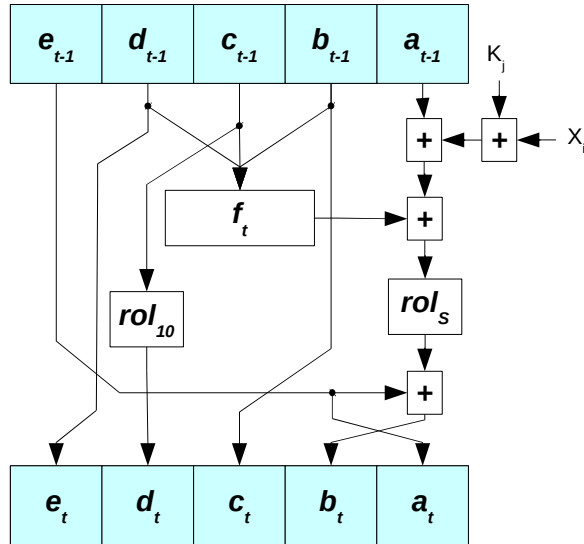 e_{t-1} d_{t-1} c_{t-1} b_{t-1} a_{t-1}
K_j
+ + X_i
f_t +
rol_{10} rol_S
+
e_t d_t c_t b_t a_t